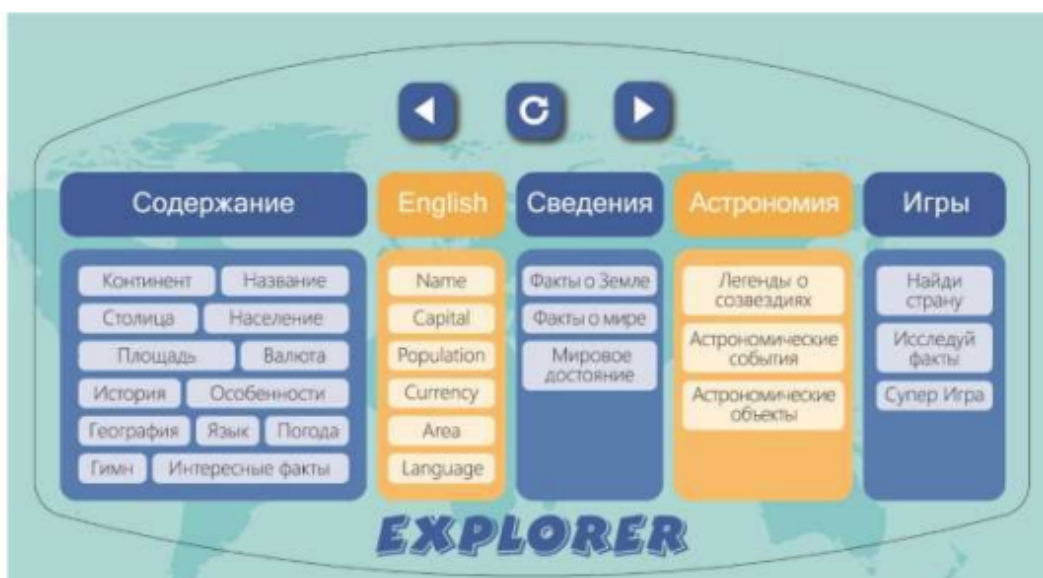 Содержание
Континент Название
Столица Население
Площадь Валюта
История Особенности
География Язык Погода
Гимн Интересные факты
English
Name
Capital
Population
Currency
Area
Language
Сведения
Факты о Земле
Факты о мире
Мировое
достояние
Астрономия
Легенды о
созвездиях
Астрономические
события
Астрономические
объекты
Игры
Найди
страну
Исследуй
факты
Супер Игра
EXPLORER